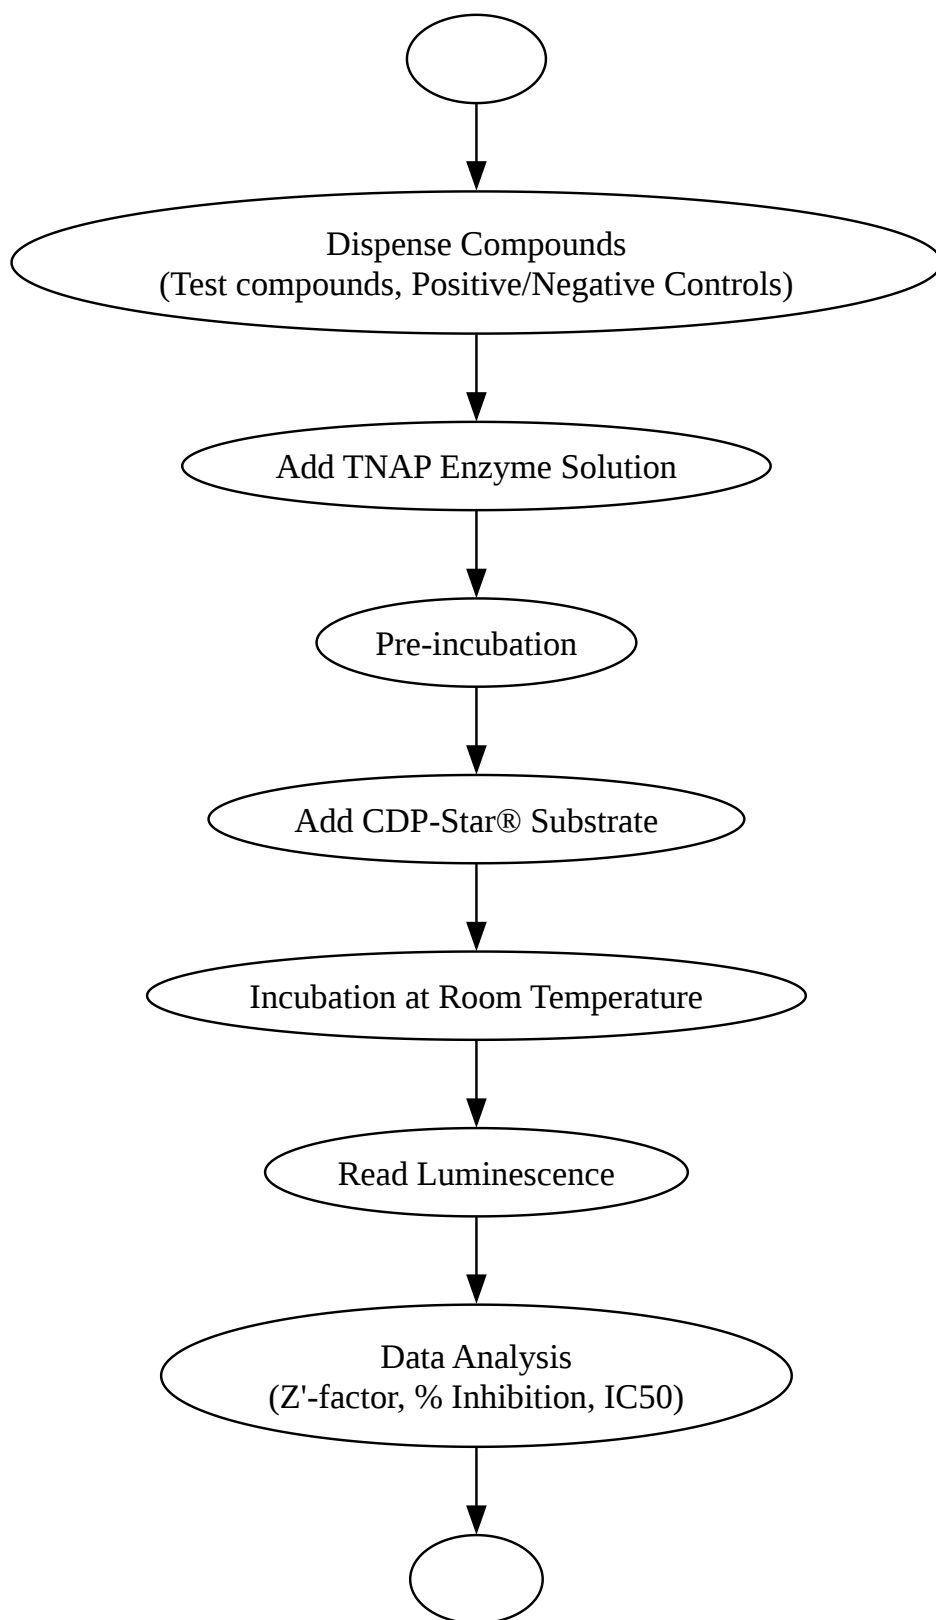 Dispense Compounds
(Test compounds, Positive/Negative Controls)
Add TNAP Enzyme Solution
Pre-incubation
Add CDP-Star® Substrate
Incubation at Room Temperature
Read Luminescence
Data Analysis
(Z'-factor, % Inhibition, IC50)